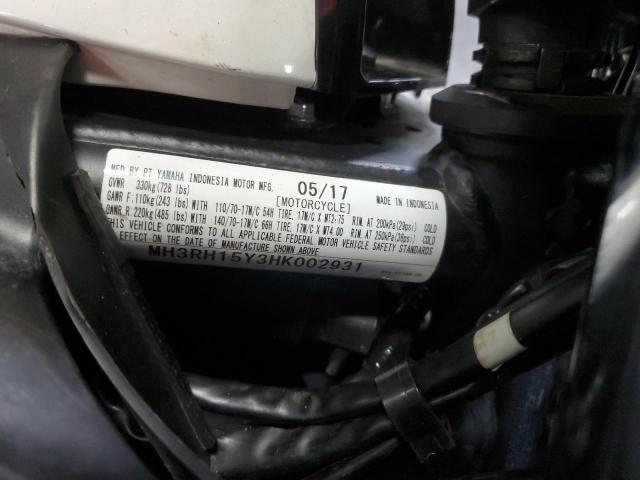 MFD BY PT YAMAHA INDONESIA MOTOR MFG. 05/17 MADE IN INDONESIA
GVWR 330kg(728 lbs) [MOTORCYCLE]
GAWR F:110kg(243 lbs)WITH 110/70-17M/C 54H TIRE, 17M/C X MT2-75 RIM AT 200kPa(29psi) COLD
GAWR R:220kg(485 lbs)WITH 140/70-17M/C 66H TIRE, 17M/C X MT4.00 RIM AT 250kPa(36psi) COLD
THIS VEHICLE CONFORMS TO ALL APPLICABLE FEDERAL MOTOR VEHICLE SAFETY STANDARDS
IN EFFECT ON THE DATE OF MANUFACTURE SHOWN ABOVE
MH3RH15Y3HK002931